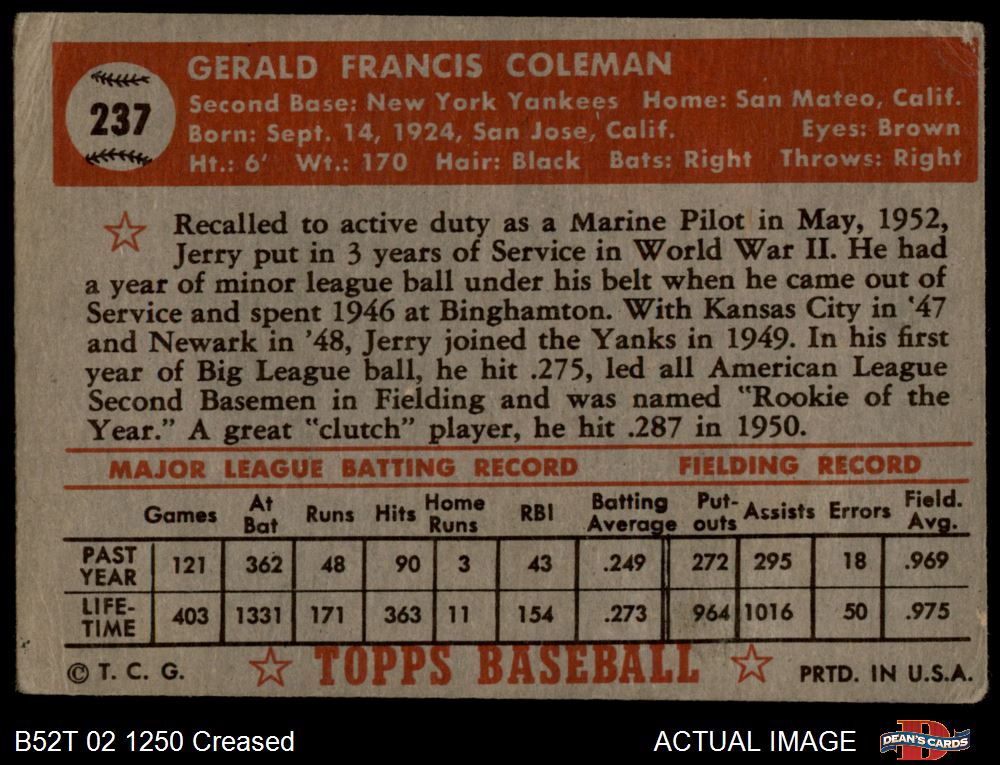 237
GERALD FRANCIS COLEMAN
Second Base: New York Yankees Home: San Mateo, Calif.
Born: Sept. 14, 1924, San Jose, Calif. Eyes: Brown
Ht.: 6' Wt.: 170 Hair: Black Bats: Right Throws: Right
Recalled to active duty as a Marine Pilot in May, 1952,
Jerry put in 3 years of Service in World War II. He had
a year of minor league ball under his belt when he came out of
Service and spent 1946 at Binghamton. With Kansas City in '47
and Newark in '48, Jerry joined the Yanks in 1949. In his first
year of Big League ball, he hit .275, led all American League
Second Basemen in Fielding and was named "Rookie of the
Year." A great "clutch" player, he hit .287 in 1950.
MAJOR LEAGUE BATTING RECORD FIELDING RECORD
Games At Bat Runs Hits Home Runs RBI Batting Average Put-outs Assists Errors Field. Avg.
PAST YEAR 121 362 48 90 3 43 .249 272 295 18 .969
LIFE-TIME 403 1331 171 363 11 154 .273 964 1016 50 .975
© T. C. G. TOPPS BASEBALL PRTD. IN U.S.A.
B52T 02 1250 Creased ACTUAL IMAGE DEAN'S CARDS